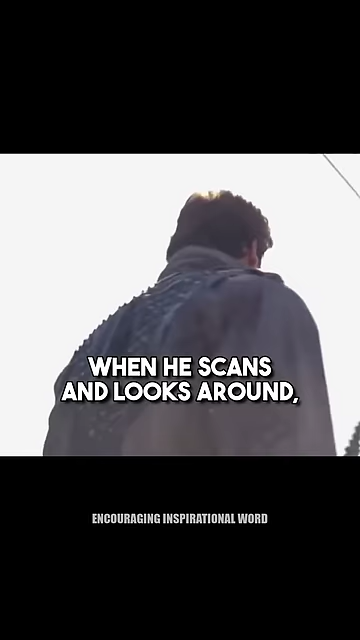 WHEN HE SCANS
AND LOOKS AROUND,
ENCOURAGING INSPIRATIONAL WORD